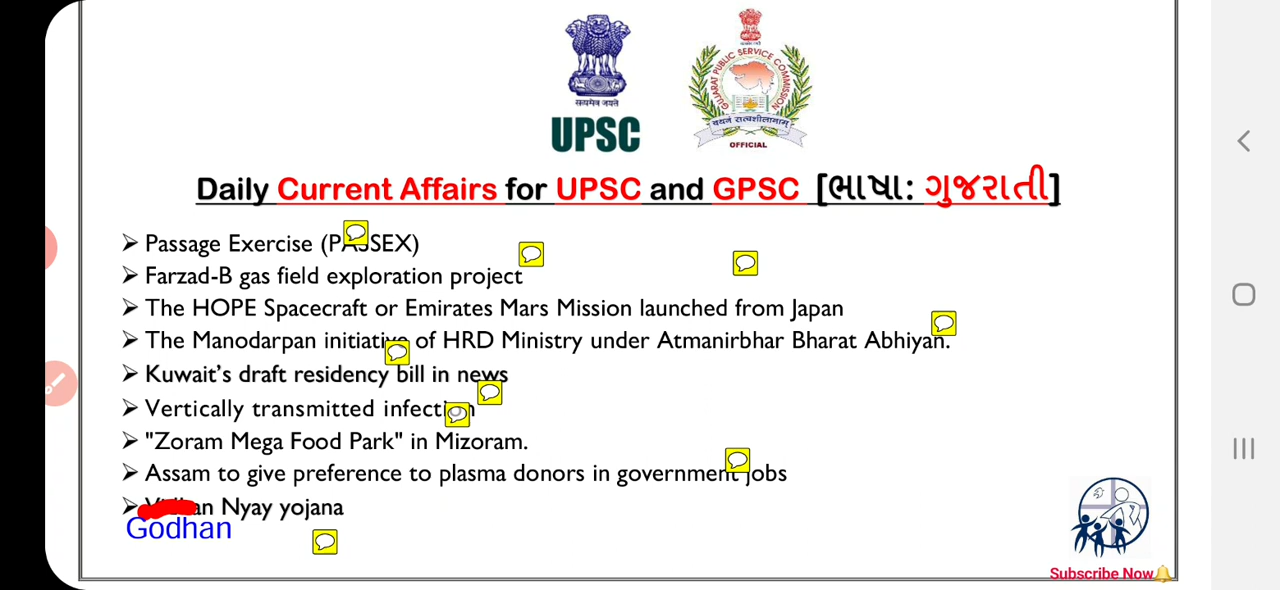 सत्यमेव जयते
UPSC
GUJARAT PUBLIC SERVICE COMMISSION
OFFICIAL
Daily Current Affairs for UPSC and GPSC [ભાષા: ગુજરાતી]
➢ Passage Exercise (PASSEX)
➢ Farzad-B gas field exploration project
➢ The HOPE Spacecraft or Emirates Mars Mission launched from Japan
➢ The Manodarpan initiative of HRD Ministry under Atmanirbhar Bharat Abhiyan.
➢ Kuwait's draft residency bill in news
➢ Vertically transmitted infection
➢ "Zoram Mega Food Park" in Mizoram.
➢ Assam to give preference to plasma donors in government jobs
➢ Nyay yojana
Godhan
Subscribe Now